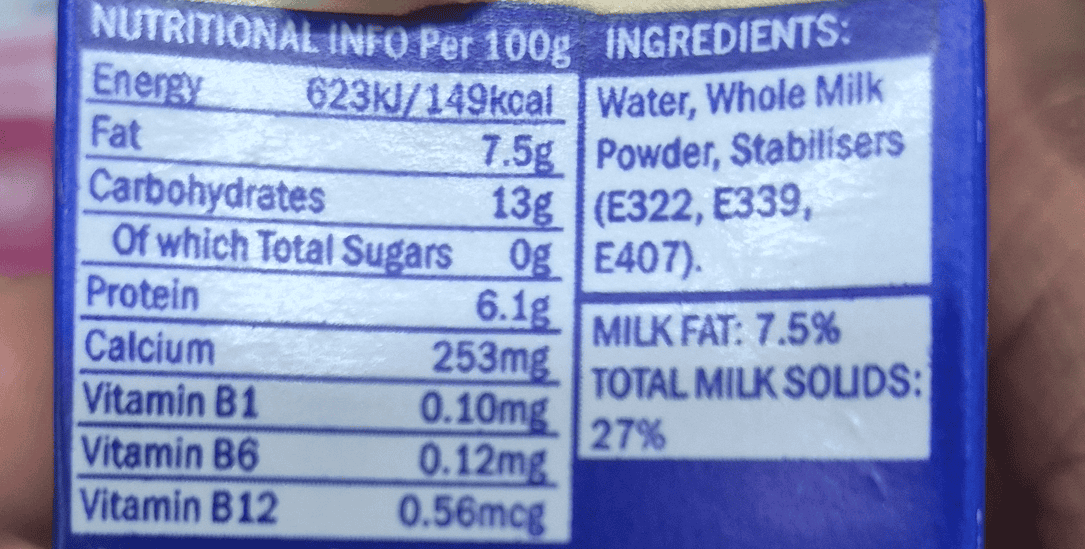 NUTRITIONAL INFO Per 100g
Energy 623kJ/149kcal
Fat 7.5g
Carbohydrates 13g
Of which Total Sugars 0g
Protein 6.1g
Calcium 253mg
Vitamin B1 0.10mg
Vitamin B6 0.12mg
Vitamin B12 0.56mcg
INGREDIENTS:
Water, Whole Milk
Powder, Stabilisers
(E322, E339,
E407).
MILK FAT: 7.5%
TOTAL MILK SOLIDS:
27%